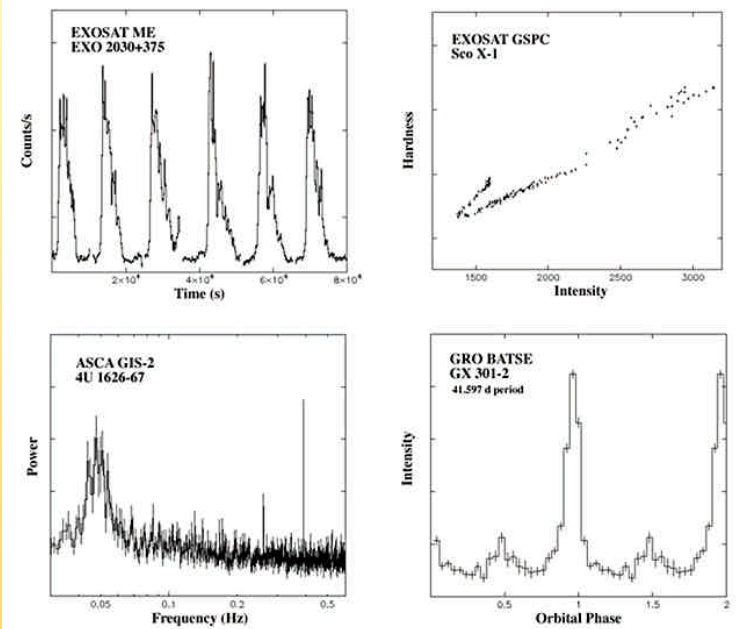 EXOSAT ME
EXO 2030+375
Counts/s
2×10⁴ 4×10⁴ 6×10⁴ 8×10⁴
Time (s)
EXOSAT GSPC
Sco X-1
Hardness
1500 2000 2500 3000
Intensity
ASCA GIS-2
4U 1626-67
Power
0.05 0.1 0.2 0.5
Frequency (Hz)
GRO BATSE
GX 301-2
41.597 d period
Intensity
0.5 1 1.5 2
Orbital Phase